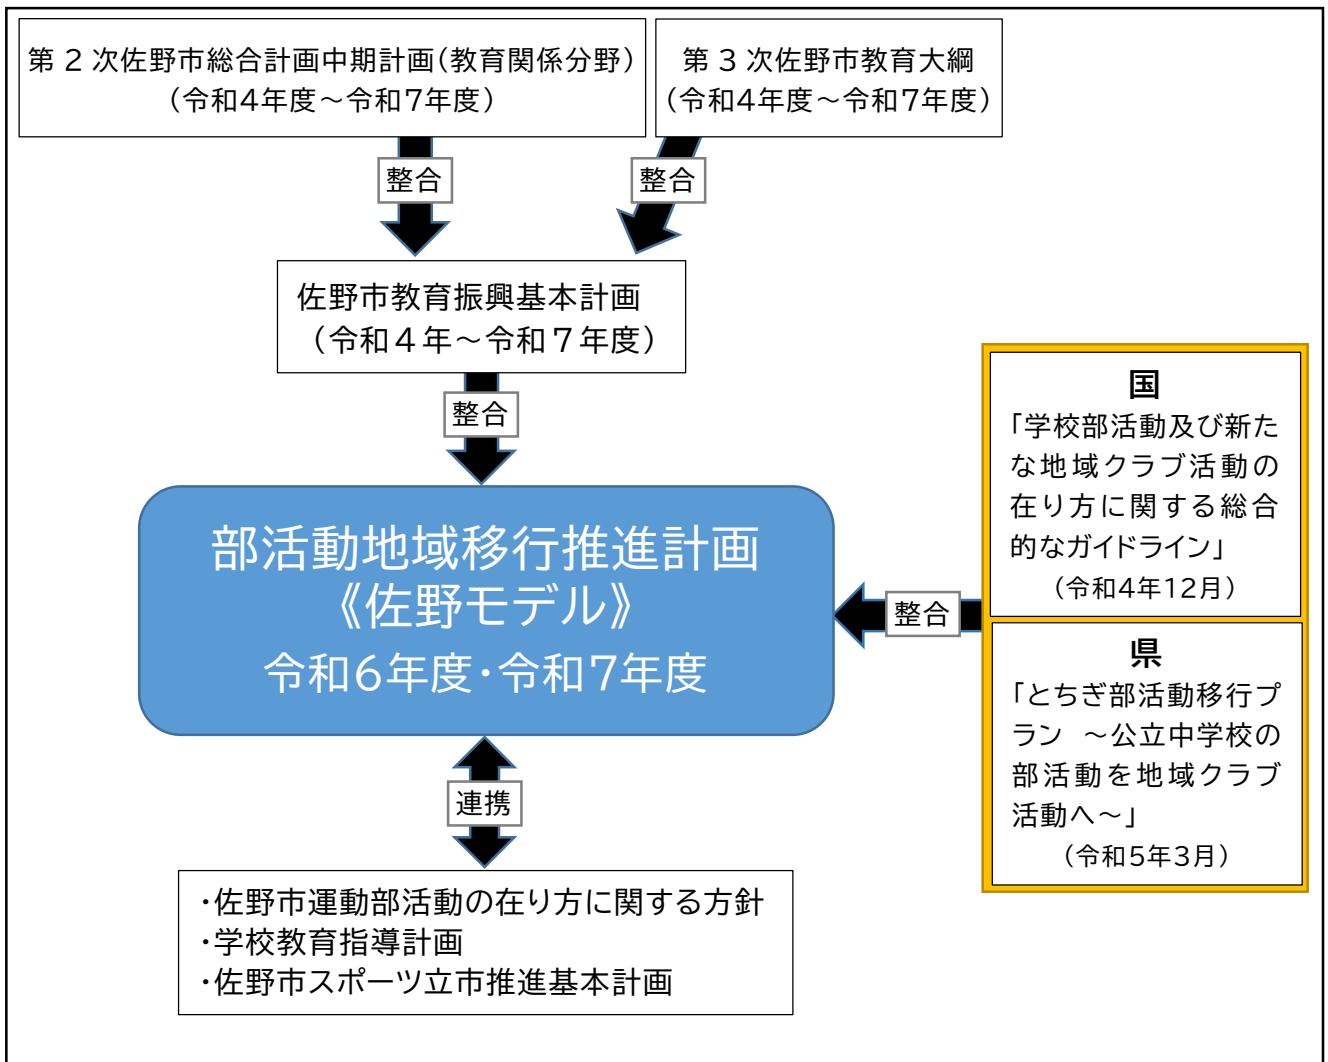 第2次佐野市総合計画中期計画(教育関係分野)
(令和4年度～令和7年度)
第3次佐野市教育大綱
(令和4年度～令和7年度)
整合
整合
佐野市教育振興基本計画
(令和4年～令和7年度)
整合
部活動地域移行推進計画
《佐野モデル》
令和6年度・令和7年度
整合
国
「学校部活動及び新た
な地域クラブ活動の
在り方に関する総合
的なガイドライン」
(令和4年12月)
県
「とちぎ部活動移行プ
ラン　～公立中学校の
部活動を地域クラブ
活動へ～」
(令和5年3月)
連携
・佐野市運動部活動の在り方に関する方針
・学校教育指導計画
・佐野市スポーツ立市推進基本計画